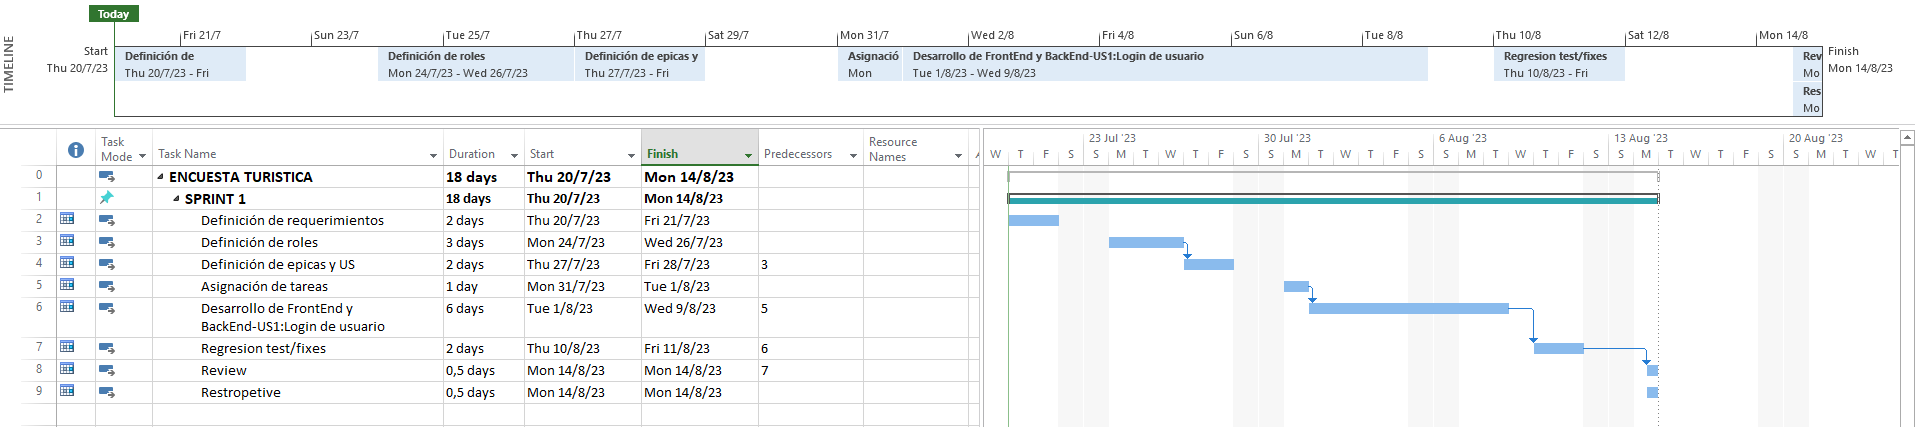 Today
Fri 21/7 Sun 23/7 Tue 25/7 Thu 27/7 Sat 29/7 Mon 31/7 Wed 2/8 Fri 4/8 Sun 6/8 Tue 8/8 Thu 10/8 Sat 12/8 Mon 14/8
TIMELINE
Start
Thu 20/7/23
Definición de
Thu 20/7/23 - Fri
Definición de roles
Mon 24/7/23 - Wed 26/7/23
Definición de epicas y
Thu 27/7/23 - Fri
Asignació
Mon
Desarrollo de FrontEnd y BackEnd-US1:Login de usuario
Tue 1/8/23 - Wed 9/8/23
Regresion test/fixes
Thu 10/8/23 - Fri
Rev
Mo
Res
Mo
Finish
Mon 14/8/23
Task Mode Task Name Duration Start Finish Predecessors Resource Names
0 ENCUESTA TURISTICA 18 days Thu 20/7/23 Mon 14/8/23
1 SPRINT 1 18 days Thu 20/7/23 Mon 14/8/23
2 Definición de requerimientos 2 days Thu 20/7/23 Fri 21/7/23
3 Definición de roles 3 days Mon 24/7/23 Wed 26/7/23
4 Definición de epicas y US 2 days Thu 27/7/23 Fri 28/7/23 3
5 Asignación de tareas 1 day Mon 31/7/23 Tue 1/8/23
6 Desarrollo de FrontEnd y 6 days Tue 1/8/23 Wed 9/8/23 5
BackEnd-US1:Login de usuario
7 Regresion test/fixes 2 days Thu 10/8/23 Fri 11/8/23 6
8 Review 0,5 days Mon 14/8/23 Mon 14/8/23 7
9 Restropetive 0,5 days Mon 14/8/23 Mon 14/8/23
23 Jul '23 30 Jul '23 6 Aug '23 13 Aug '23 20 Aug '23
W T F S S M T W T F S S M T W T F S S M T W T F S S M T W T F S S M T W T